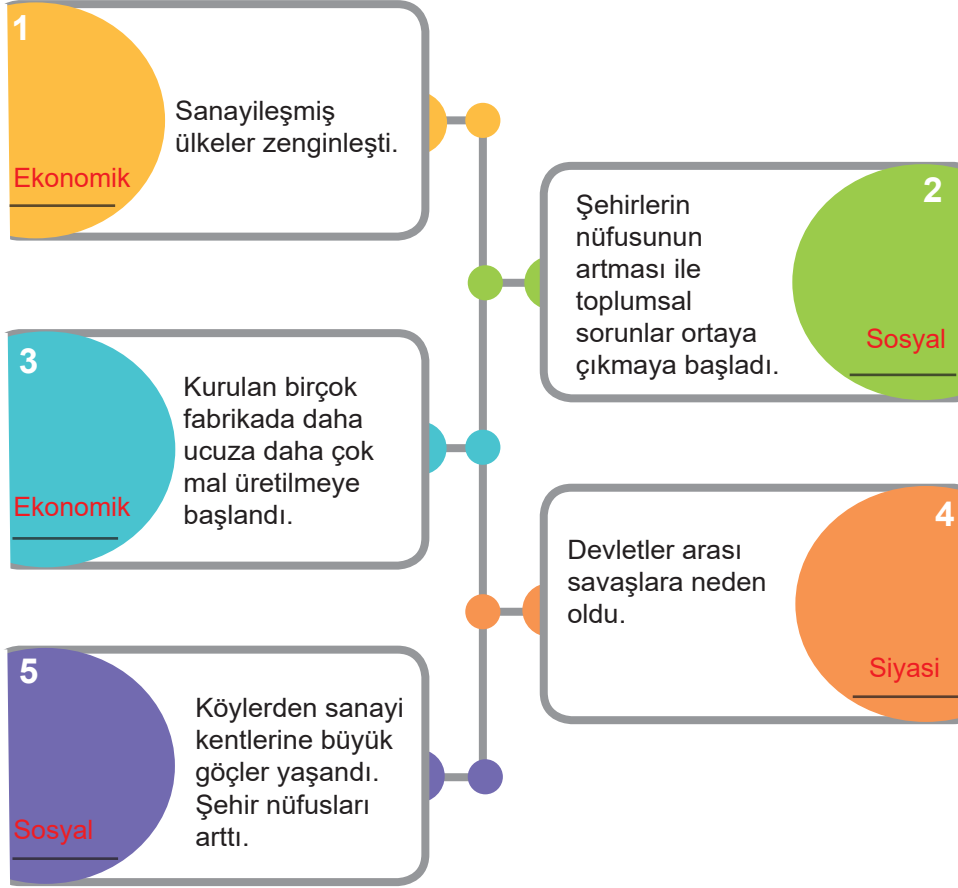 1
Sanayileşmiş
ülkeler zenginleşti.
Ekonomik
2
Şehirlerin
nüfusunun
artması ile
toplumsal
sorunlar ortaya
çıkmaya başladı.
Sosyal
3
Kurulan birçok
fabrikada daha
ucuza daha çok
mal üretilmeye
başlandı.
Ekonomik
4
Devletler arası
savaşlara neden
oldu.
Siyasi
5
Köylerden sanayi
kentlerine büyük
göçler yaşandı.
Şehir nüfusları
arttı.
Sosyal